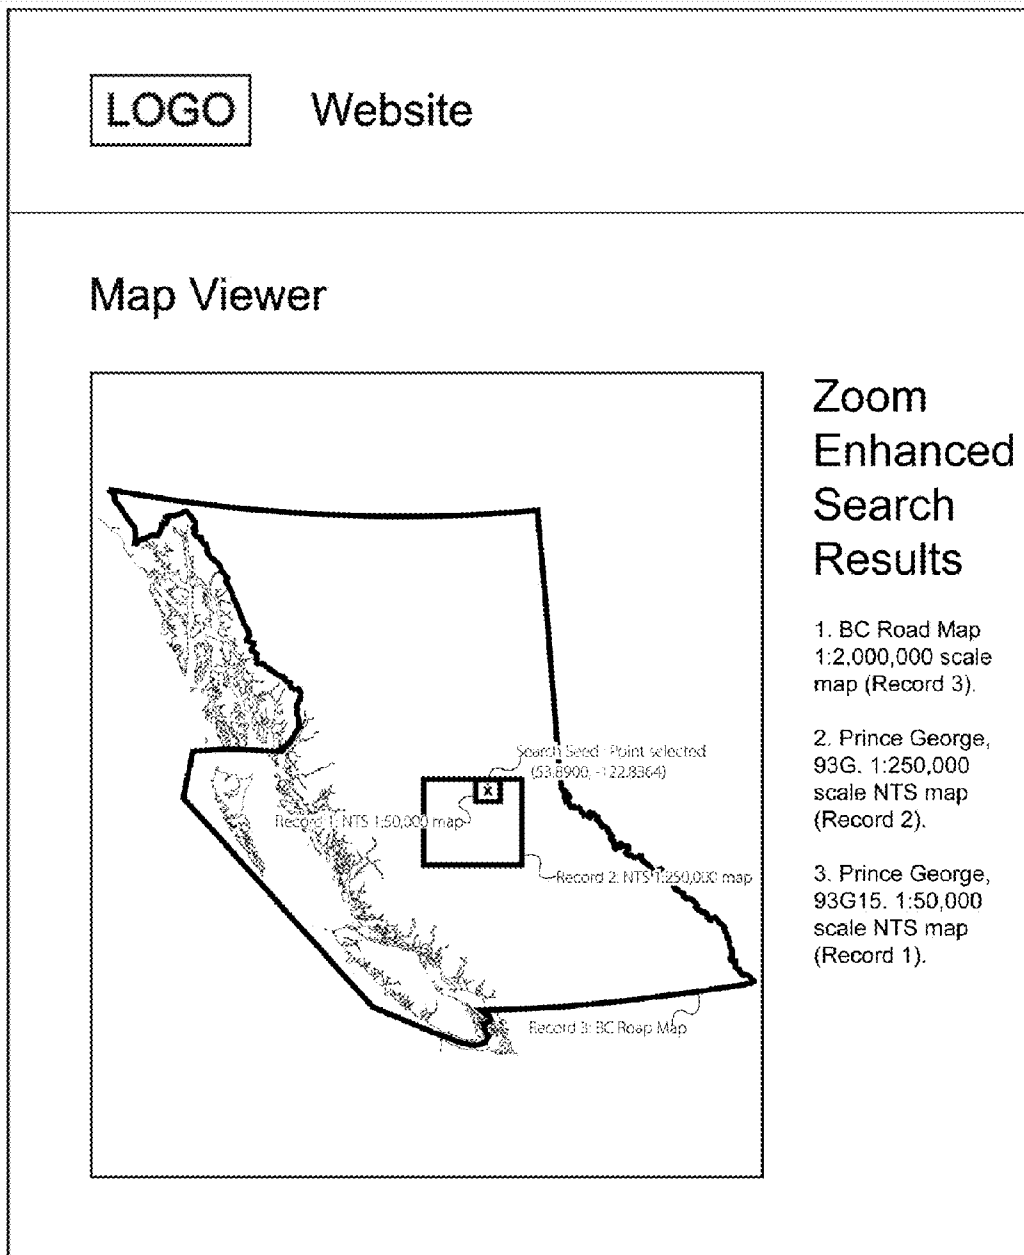 LOGO
Website
Map Viewer
Zoom
Enhanced
Search
Results
1. BC Road Map
1:2,000,000 scale
map (Record 3).
2. Prince George,
93G. 1:250,000
scale NTS map
(Record 2).
3. Prince George,
93G15. 1:50,000
scale NTS map
(Record 1).
Search Seed - Point selected
(53.8900, -122.8364)
x
Record 1: NTS 1:50,000 map
Record 2: NTS 1:250,000 map
Record 3: BC Roap Map